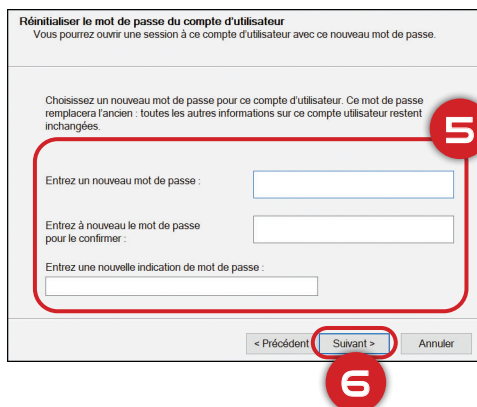 Réinitialiser le mot de passe du compte d'utilisateur
Vous pourrez ouvrir une session à ce compte d'utilisateur avec ce nouveau mot de passe.
Choisissez un nouveau mot de passe pour ce compte d'utilisateur. Ce mot de passe
remplacera l'ancien : toutes les autres informations sur ce compte utilisateur restent
inchangées.
5
Entrez un nouveau mot de passe :
Entrez à nouveau le mot de passe
pour le confirmer :
Entrez une nouvelle indication de mot de passe :
< Précédent
Suivant >
Annuler
6